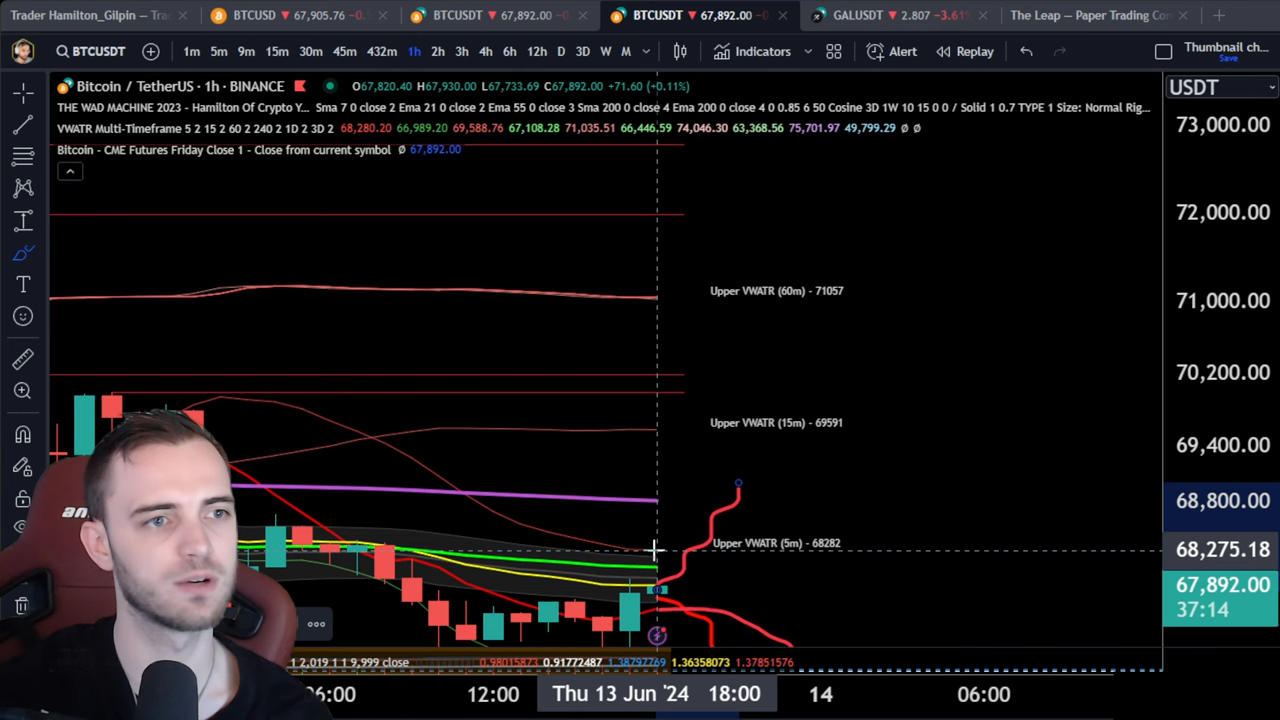 Trader Hamilton_Gilpin — Tra
BTCUSD 67,905.76 -0.
BTCUSDT 67,892.00 -0.
BTCUSDT 67,892.00 -0
GALUSDT 2.807 -3.61%
The Leap — Paper Trading Con
BTCUSDT 1m 5m 9m 15m 30m 45m 432m 1h 2h 3h 4h 6h 12h D 3D W M Indicators Alert Replay Thumbnail ch...
Save
Bitcoin / TetherUS · 1h · BINANCE O67,820.40 H67,930.00 L67,733.69 C67,892.00 +71.60 (+0.11%)
USDT
THE WAD MACHINE 2023 - Hamilton Of Crypto Y... Sma 7 0 close 2 Ema 21 0 close 2 Ema 55 0 close 3 Sma 200 0 close 4 Ema 200 0 close 4 0 0.85 6 50 Cosine 3D 1W 10 15 0 0 / Solid 1 0.7 TYPE 1 Size: Normal Rig...
VWATR Multi-Timeframe 5 2 15 2 60 2 240 2 1D 2 3D 2 68,280.20 66,989.20 69,588.76 67,108.28 71,035.51 66,446.59 74,046.30 63,368.56 75,701.97 49,799.29 Ø Ø
Bitcoin - CME Futures Friday Close 1 - Close from current symbol Ø 67,892.00
73,000.00
72,000.00
71,000.00
70,200.00
69,400.00
68,800.00
68,275.18
67,892.00
37:14
Upper VWATR (60m) - 71057
Upper VWATR (15m) - 69591
Upper VWATR (5m) - 68282
an
1 2,019 1 1 9,999 close 0.98015873 0.91772487 1.38797769 1.36358073 1.37851576
06:00
12:00
Thu 13 Jun '24 18:00
14
06:00